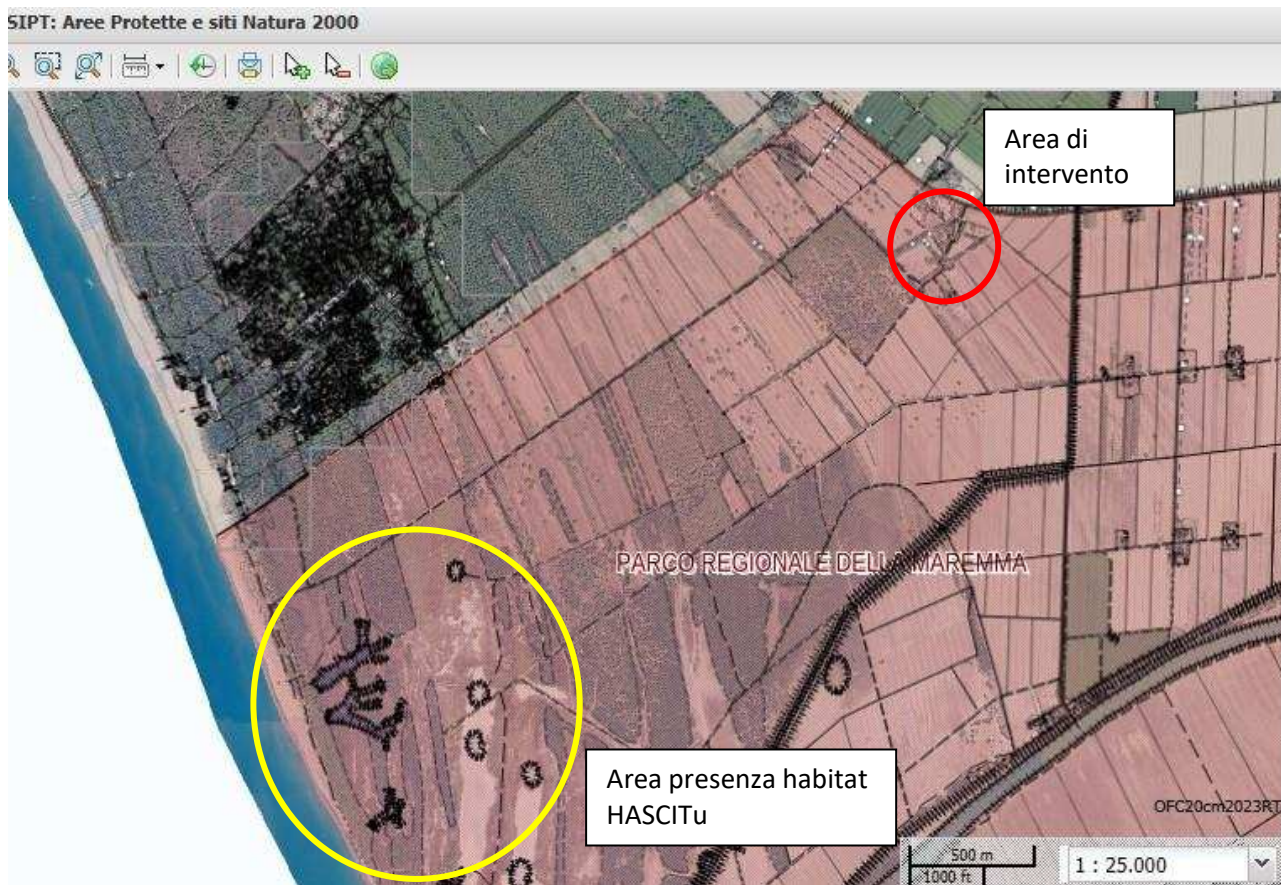 SIPT: Aree Protette e siti Natura 2000
Area di
intervento
PARCO REGIONALE DELLA MAREMMA
Area presenza habitat
HASCITu
OFC20cm2023RT
500 m
1000 ft
1 : 25.000